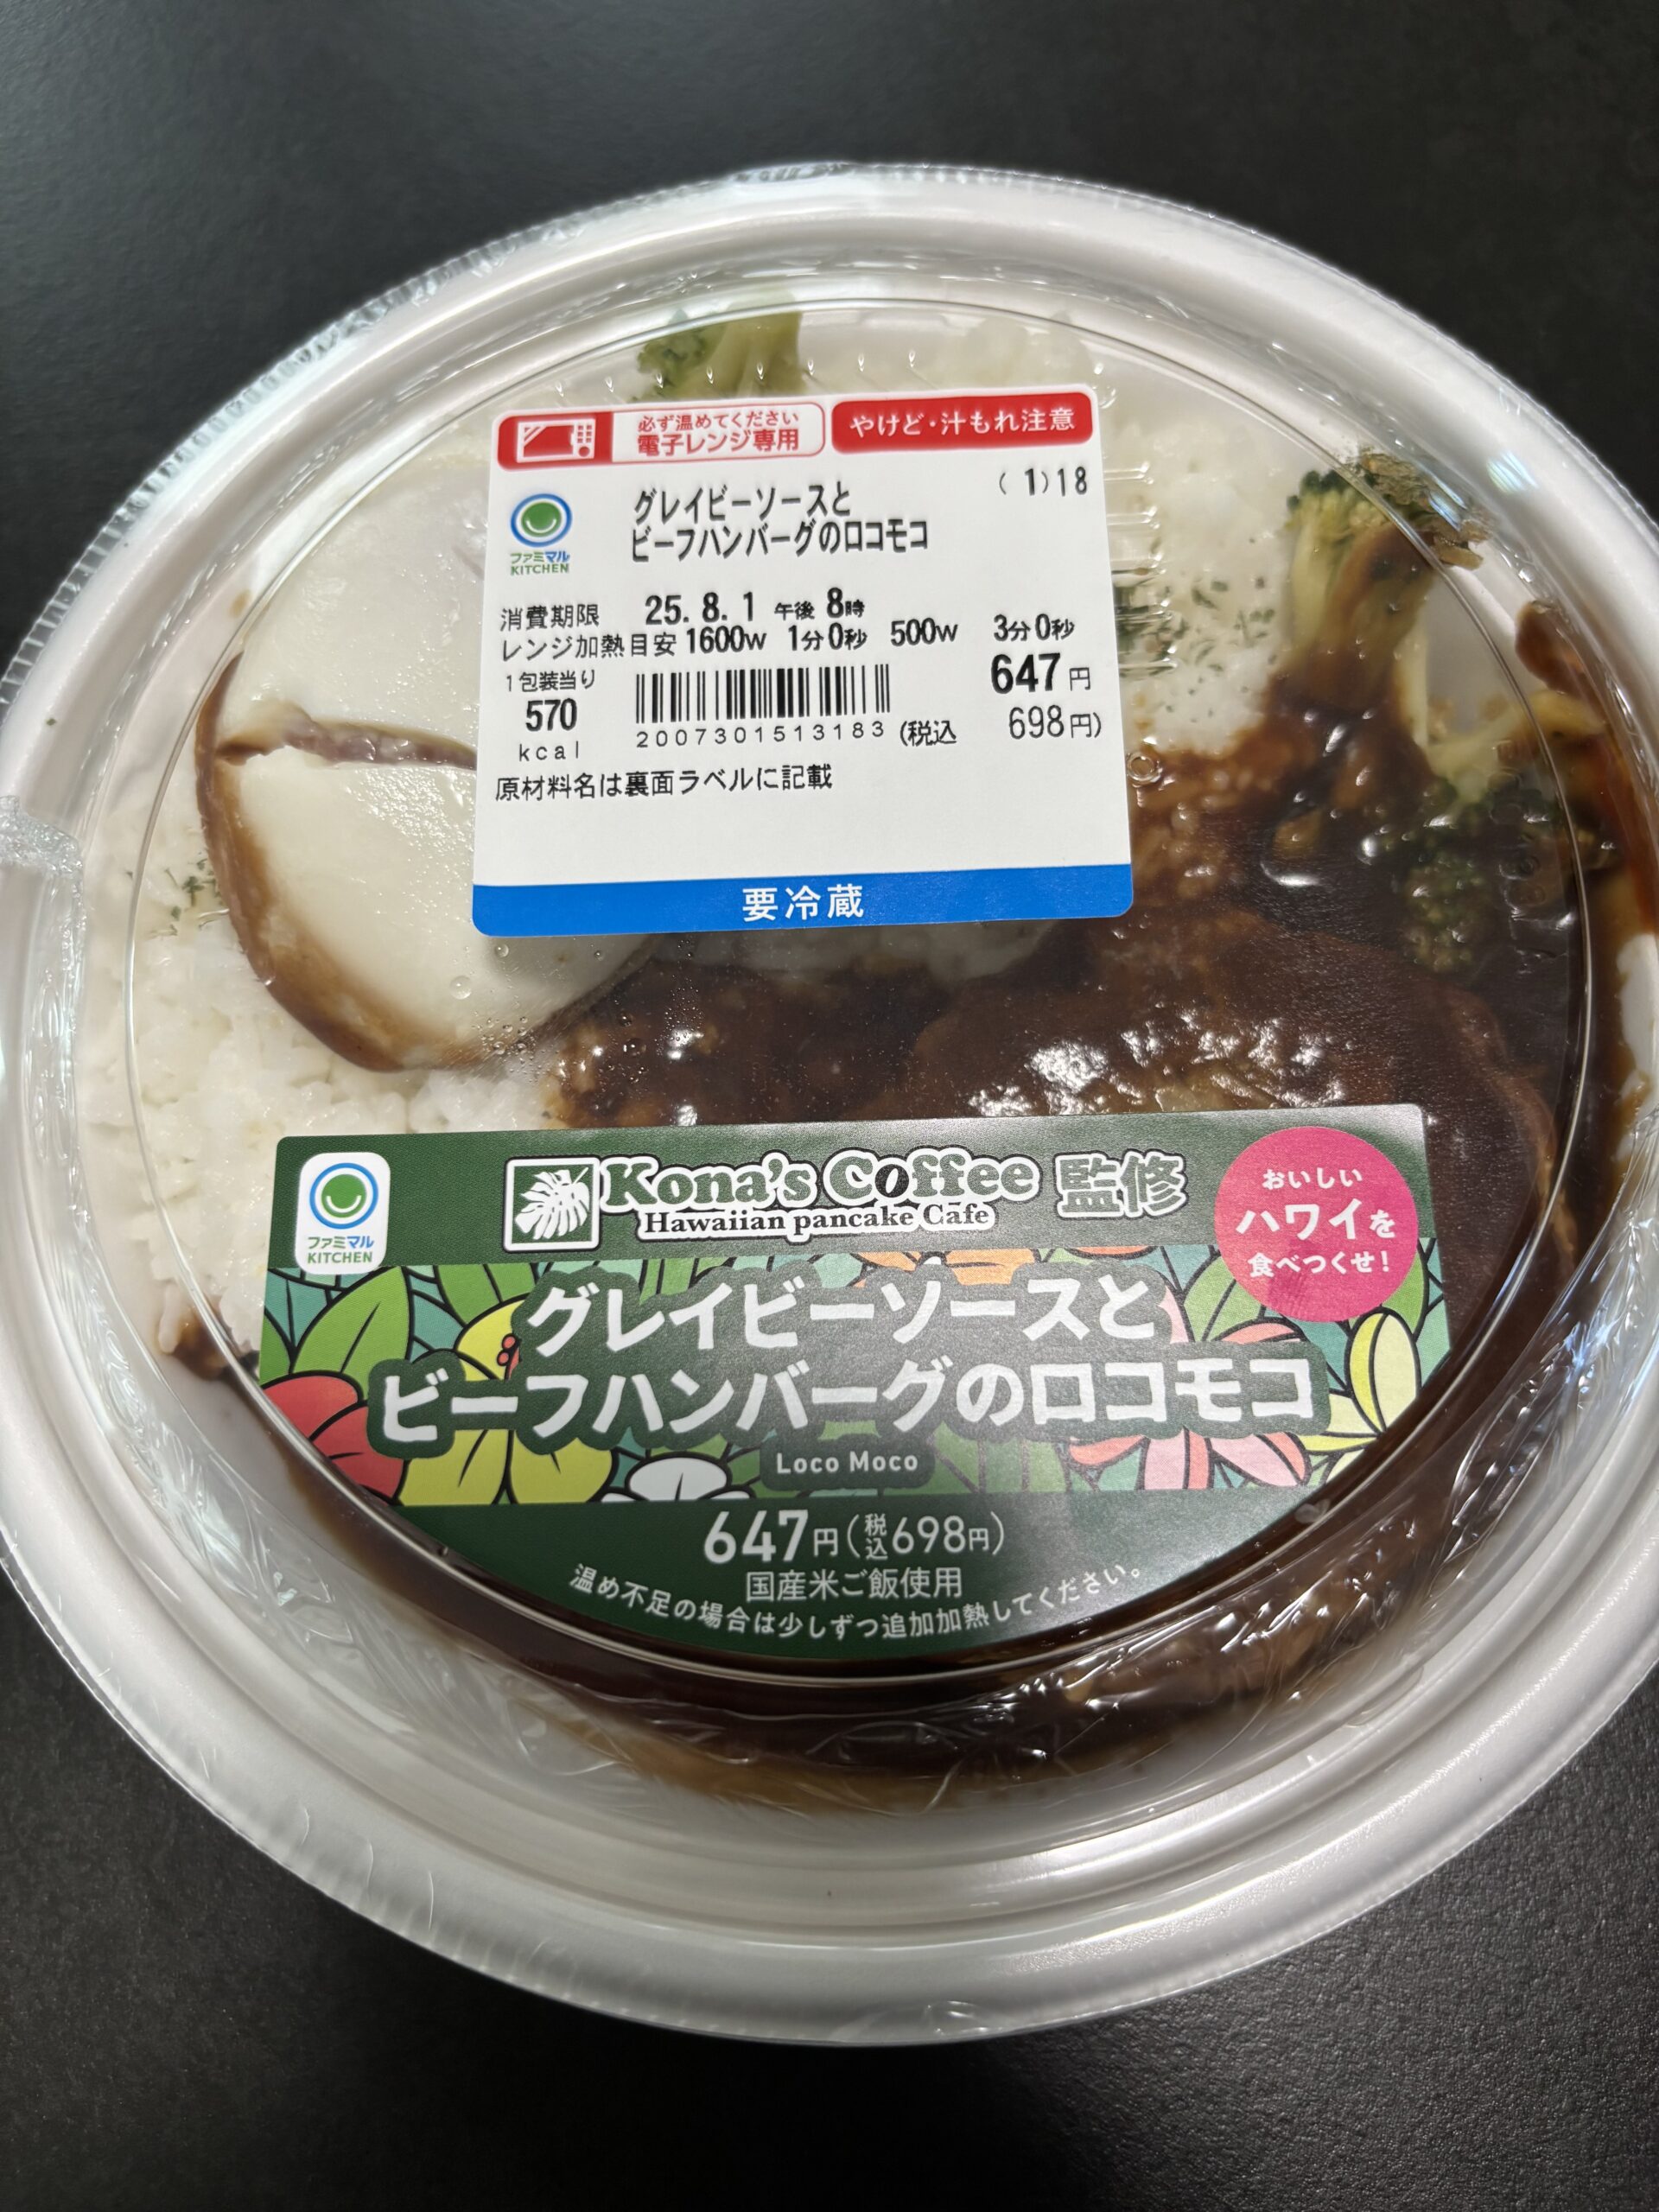 必ず温めてください
電子レンジ専用
やけど・汁もれ注意
(1)18
ファミマル
KITCHEN
グレイビーソースと
ビーフハンバーグのロコモコ
消費期限 25.8.1 午後8時
レンジ加熱目安 1600w 1分0秒 500w 3分0秒
1包装当り
570
kcal
647円
2007301513183
(税込 698円)
原材料名は裏面ラベルに記載
要冷蔵
ファミマル
KITCHEN
Kona's Coffee 監修
Hawaiian pancake Cafe
おいしい
ハワイを
食べつくせ!
グレイビーソースと
ビーフハンバーグのロコモコ
Loco Moco
647円(税込698円)
国産米ご飯使用
温め不足の場合は少しずつ追加加熱してください。